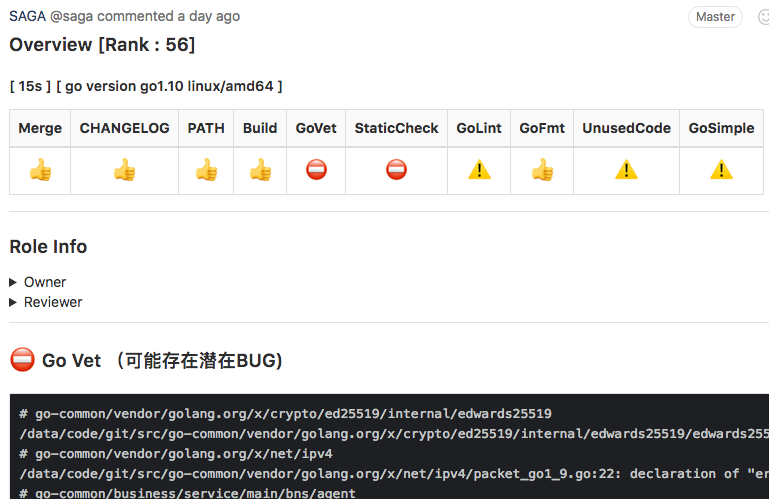 SAGA @saga commented a day ago
Master
Overview [Rank : 56]
[ 15s ] [ go version go1.10 linux/amd64 ]
Merge CHANGELOG PATH Build GoVet StaticCheck GoLint GoFmt UnusedCode GoSimple
Role Info
Owner
Reviewer
Go Vet （可能存在潜在BUG)
# go-common/vendor/golang.org/x/crypto/ed25519/internal/edwards25519
/data/code/git/src/go-common/vendor/golang.org/x/crypto/ed25519/internal/edwards25519/edwards255
# go-common/vendor/golang.org/x/net/ipv4
/data/code/git/src/go-common/vendor/golang.org/x/net/ipv4/packet_go1_9.go:22: declaration of "er
# go-common/business/service/main/bns/agent